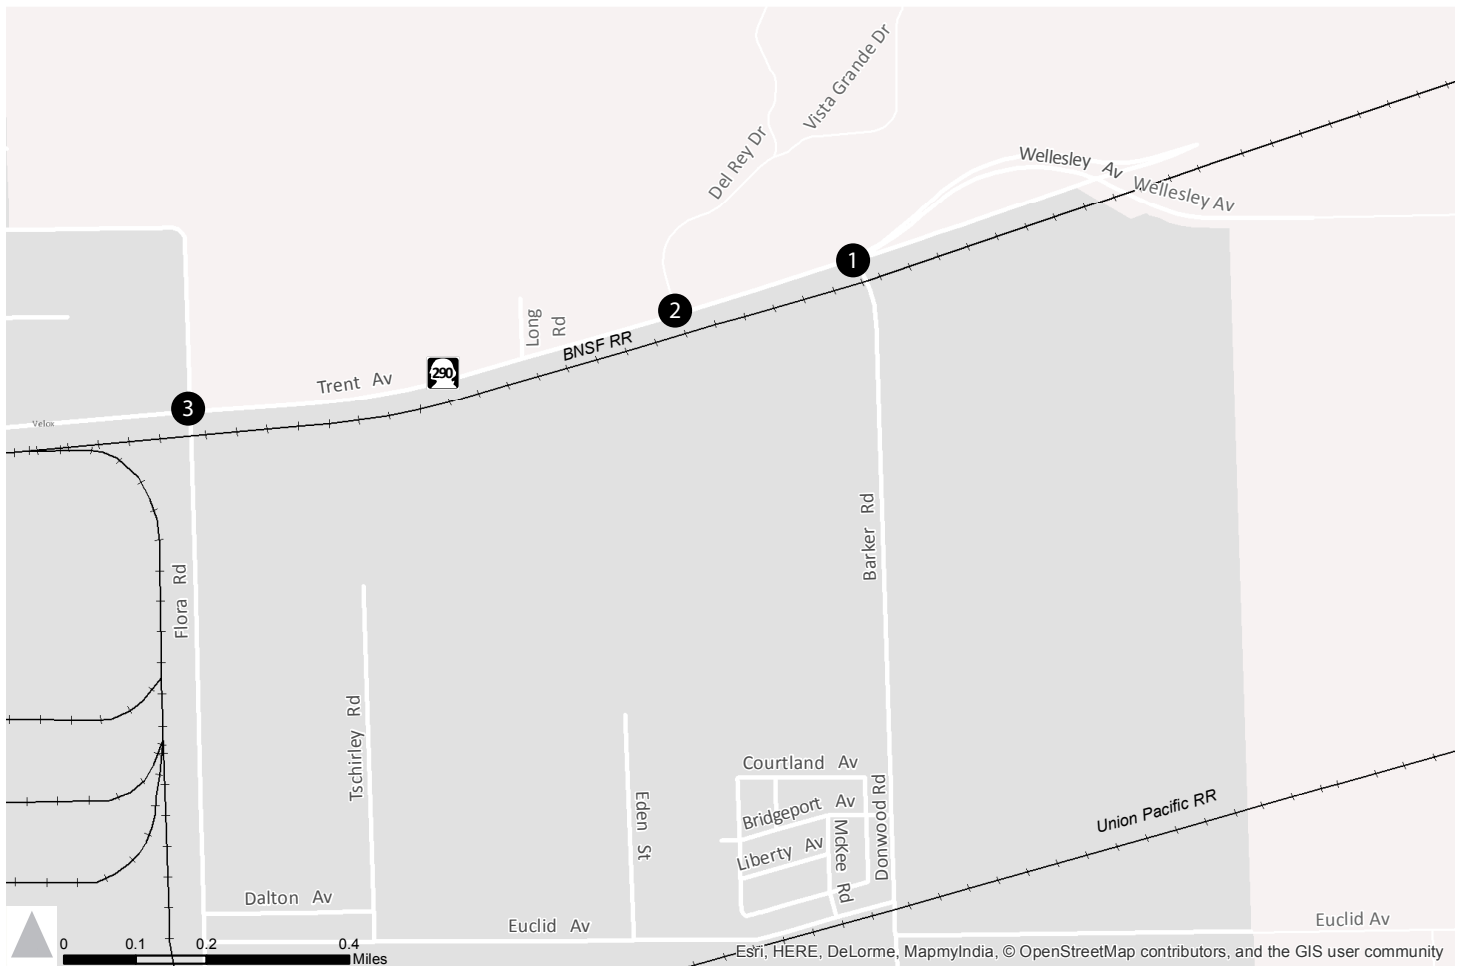 Vista Grande Dr
Del Rey Dr
Wellesley Av
Wellesley Av
1
2
Long
Rd
BNSF RR
290
Trent Av
3
Velox
Barker Rd
Flora Rd
Tschirley Rd
Courtland Av
Bridgeport Av
Liberty Av
McKee Rd
Donwood Rd
Eden St
Union Pacific RR
Dalton Av
Euclid Av
Euclid Av
0 0.1 0.2 0.4
Miles
Esri, HERE, DeLorme, MapmyIndia, © OpenStreetMap contributors, and the GIS user community